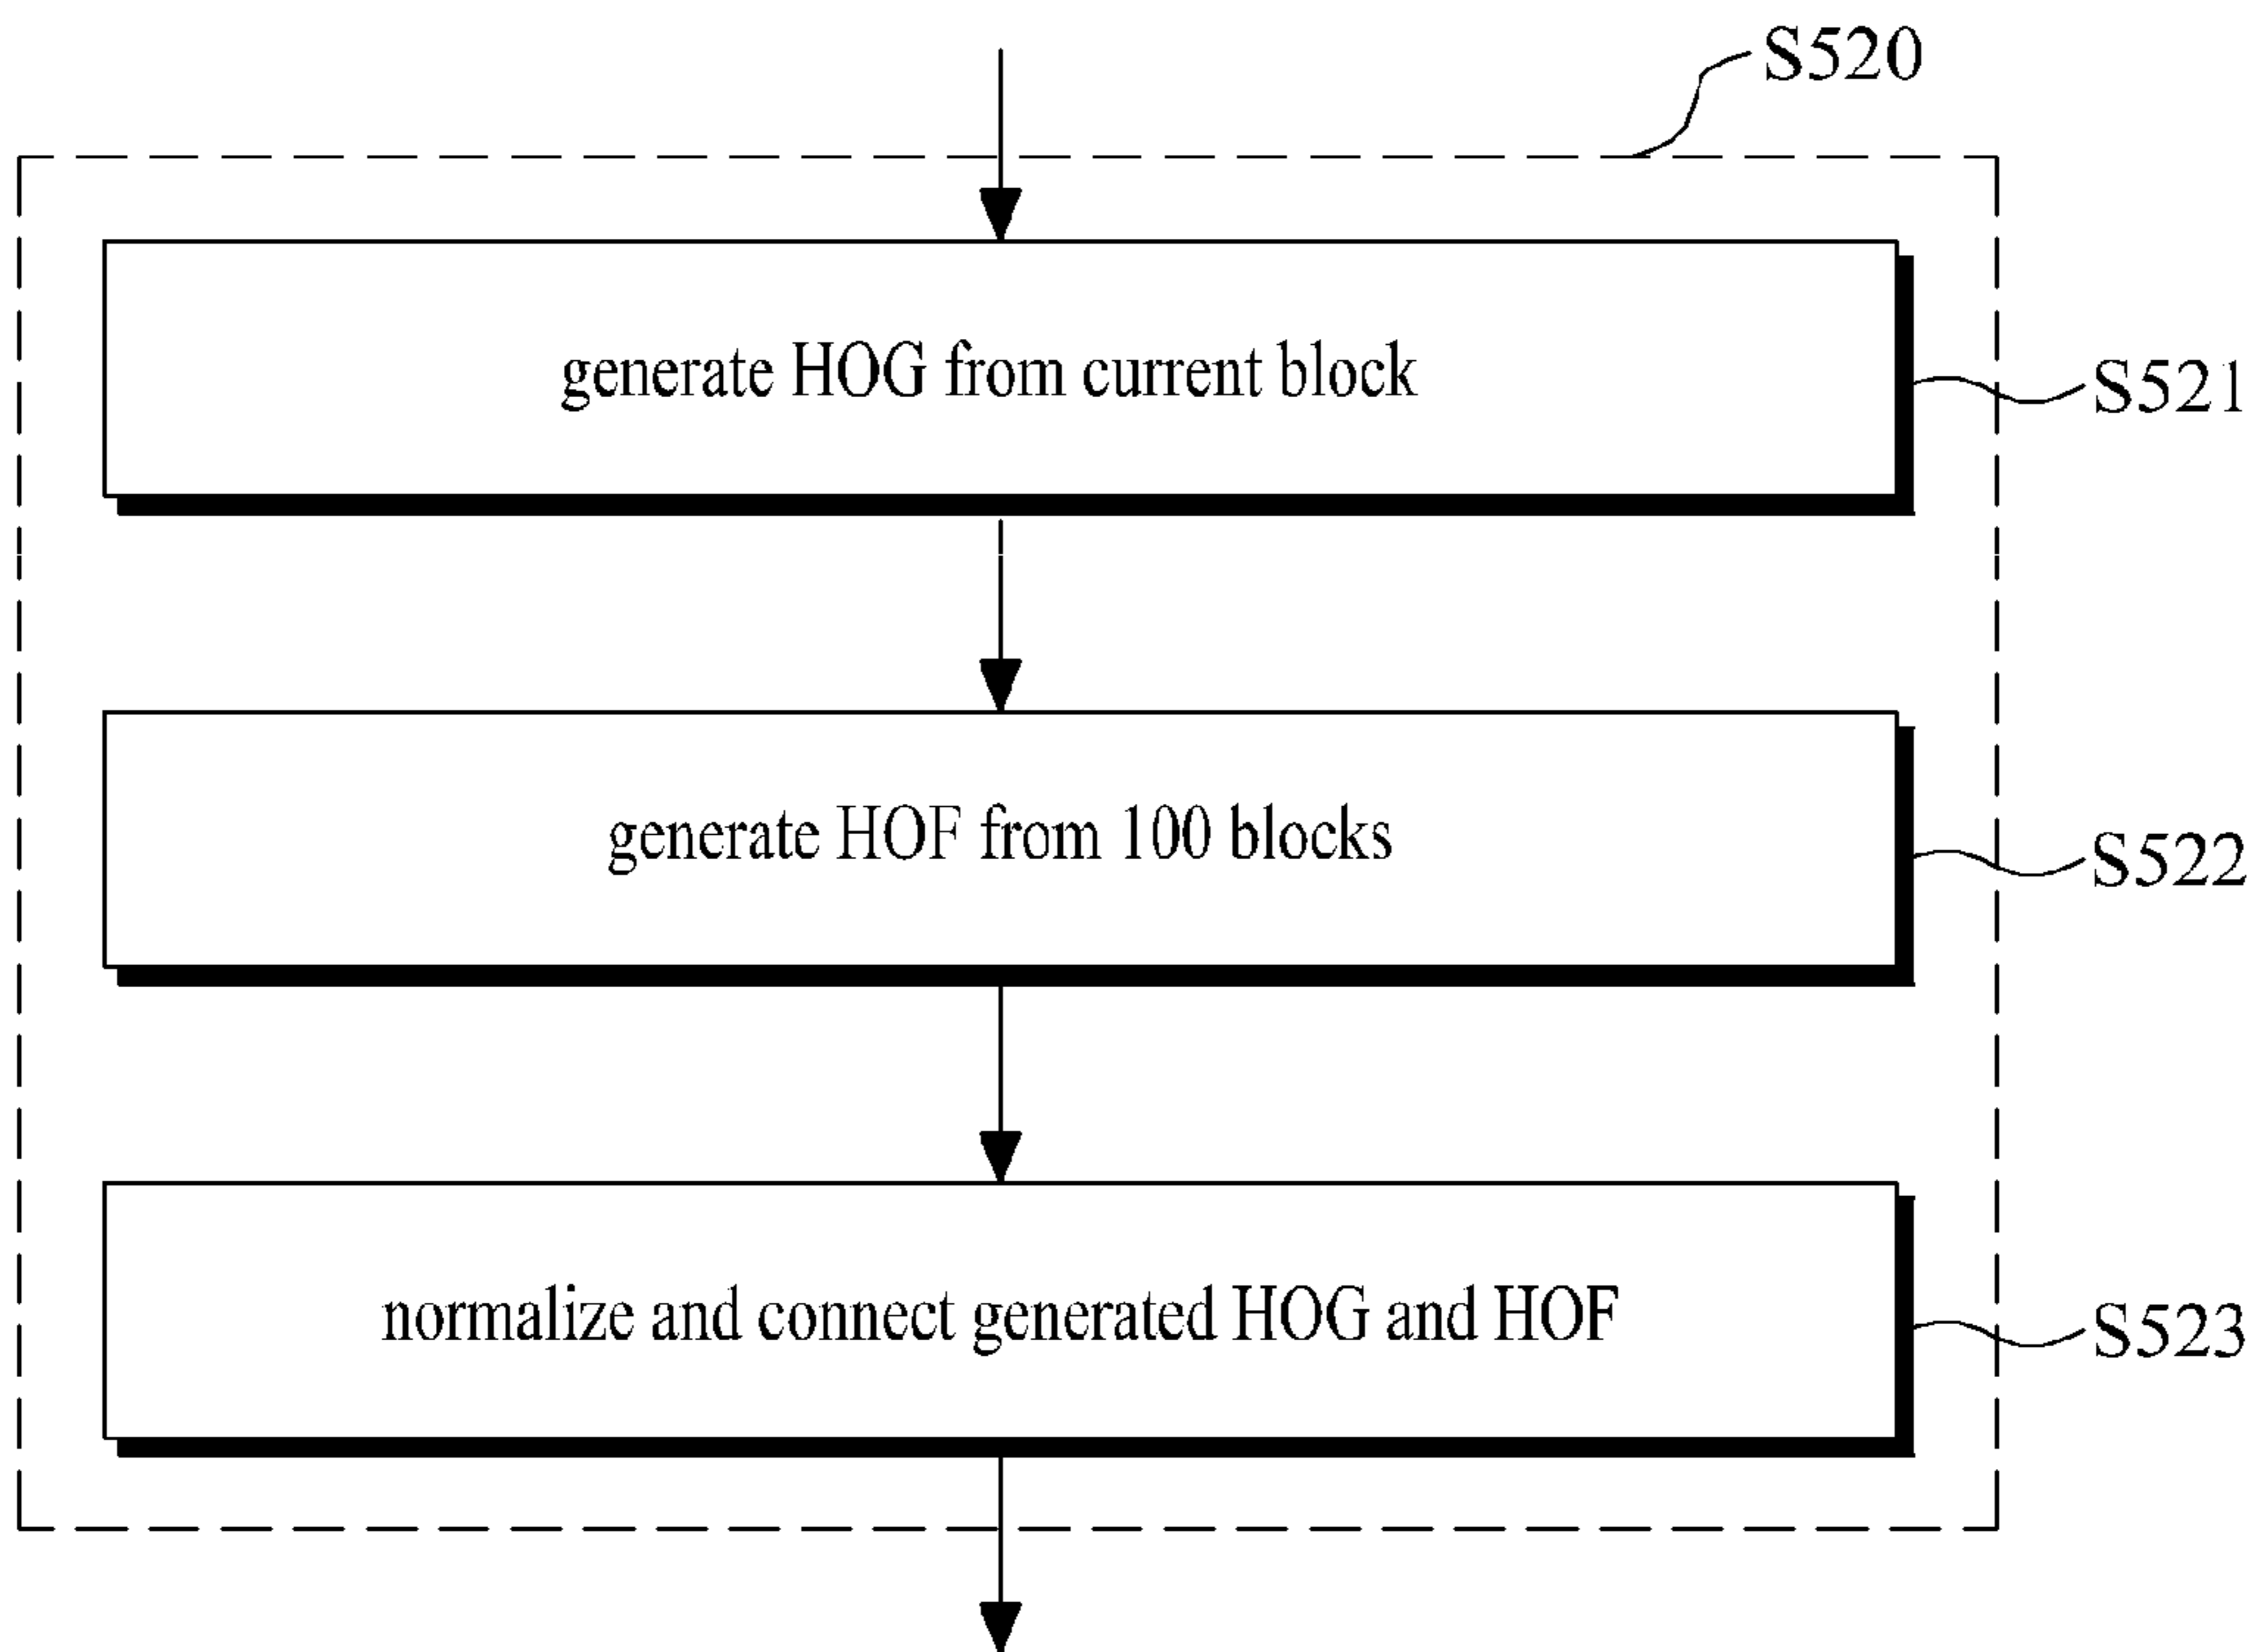 S520
generate HOG from current block
S521
generate HOF from 100 blocks
S522
normalize and connect generated HOG and HOF
S523